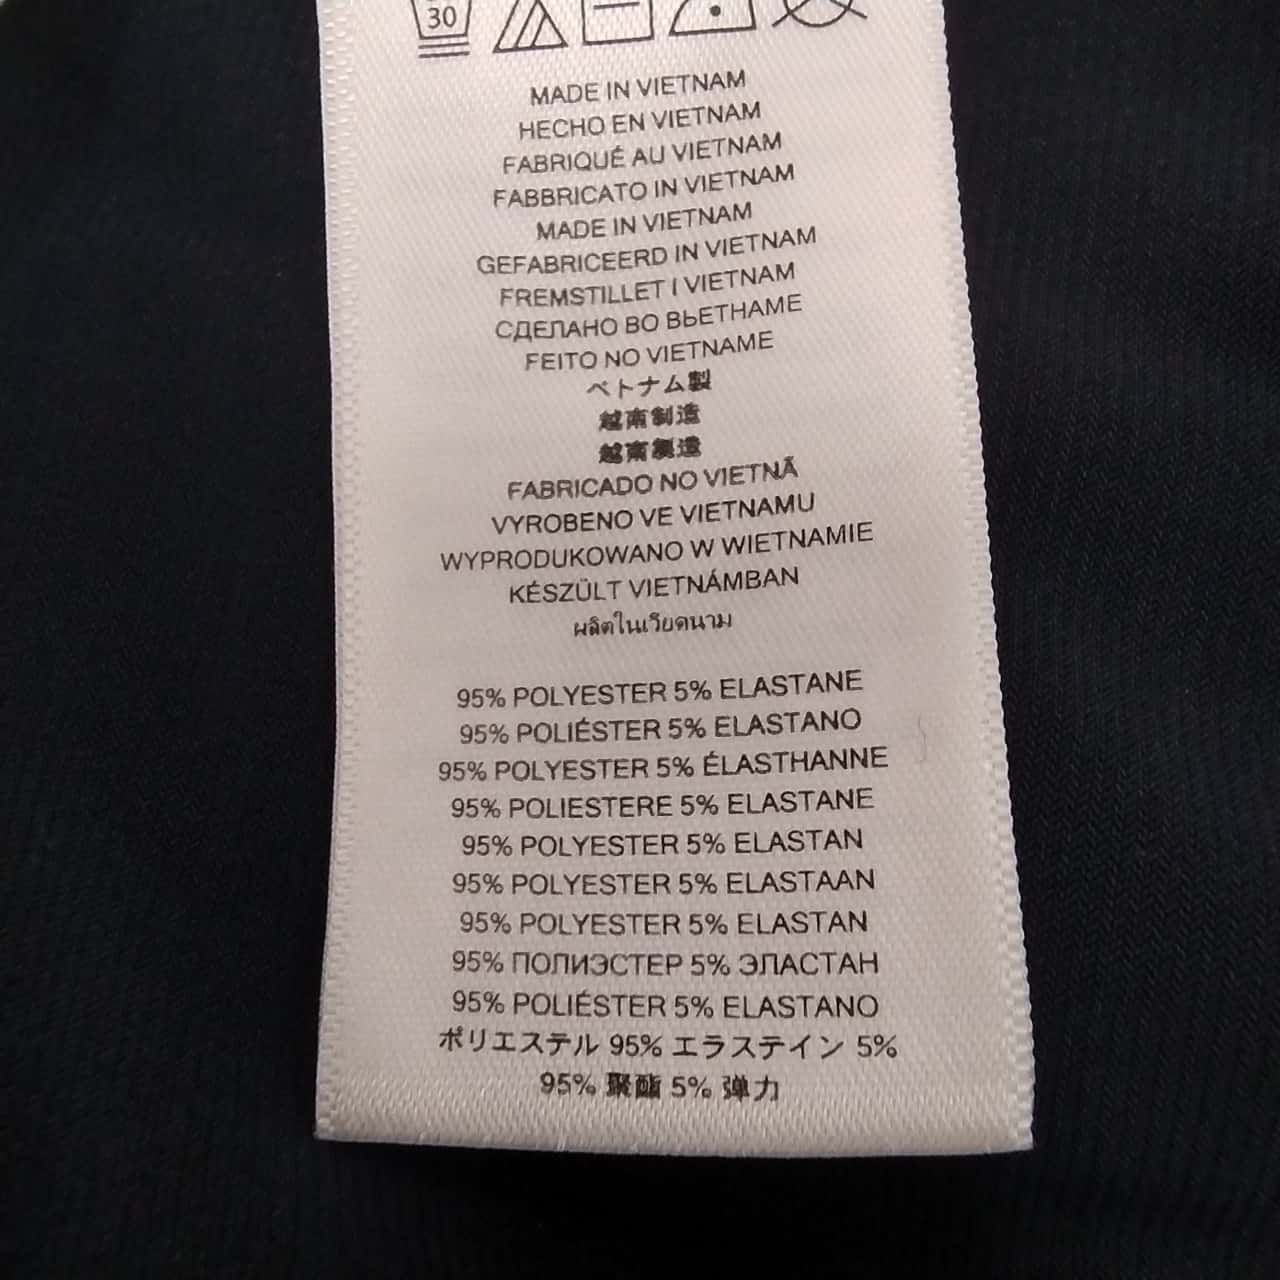 30
MADE IN VIETNAM
HECHO EN VIETNAM
FABRIQUÉ AU VIETNAM
FABBRICATO IN VIETNAM
MADE IN VIETNAM
GEFABRICEERD IN VIETNAM
FREMSTILLET I VIETNAM
СДЕЛАНО ВО ВЬЕТНАМЕ
FEITO NO VIETNAME
ベトナム製
越南制造
越南製造
FABRICADO NO VIETNÃ
VYROBENO VE VIETNAMU
WYPRODUKOWANO W WIETNAMIE
KÉSZÜLT VIETNÁMBAN
ผลิตในเวียดนาม
95% POLYESTER 5% ELASTANE
95% POLIÉSTER 5% ELASTANO
95% POLYESTER 5% ÉLASTHANNE
95% POLIESTERE 5% ELASTANE
95% POLYESTER 5% ELASTAN
95% POLYESTER 5% ELASTAAN
95% POLYESTER 5% ELASTAN
95% ПОЛИЭСТЕР 5% ЭЛАСТАН
95% POLIÉSTER 5% ELASTANO
ポリエステル 95% エラステイン 5%
95% 聚酯 5% 弹力